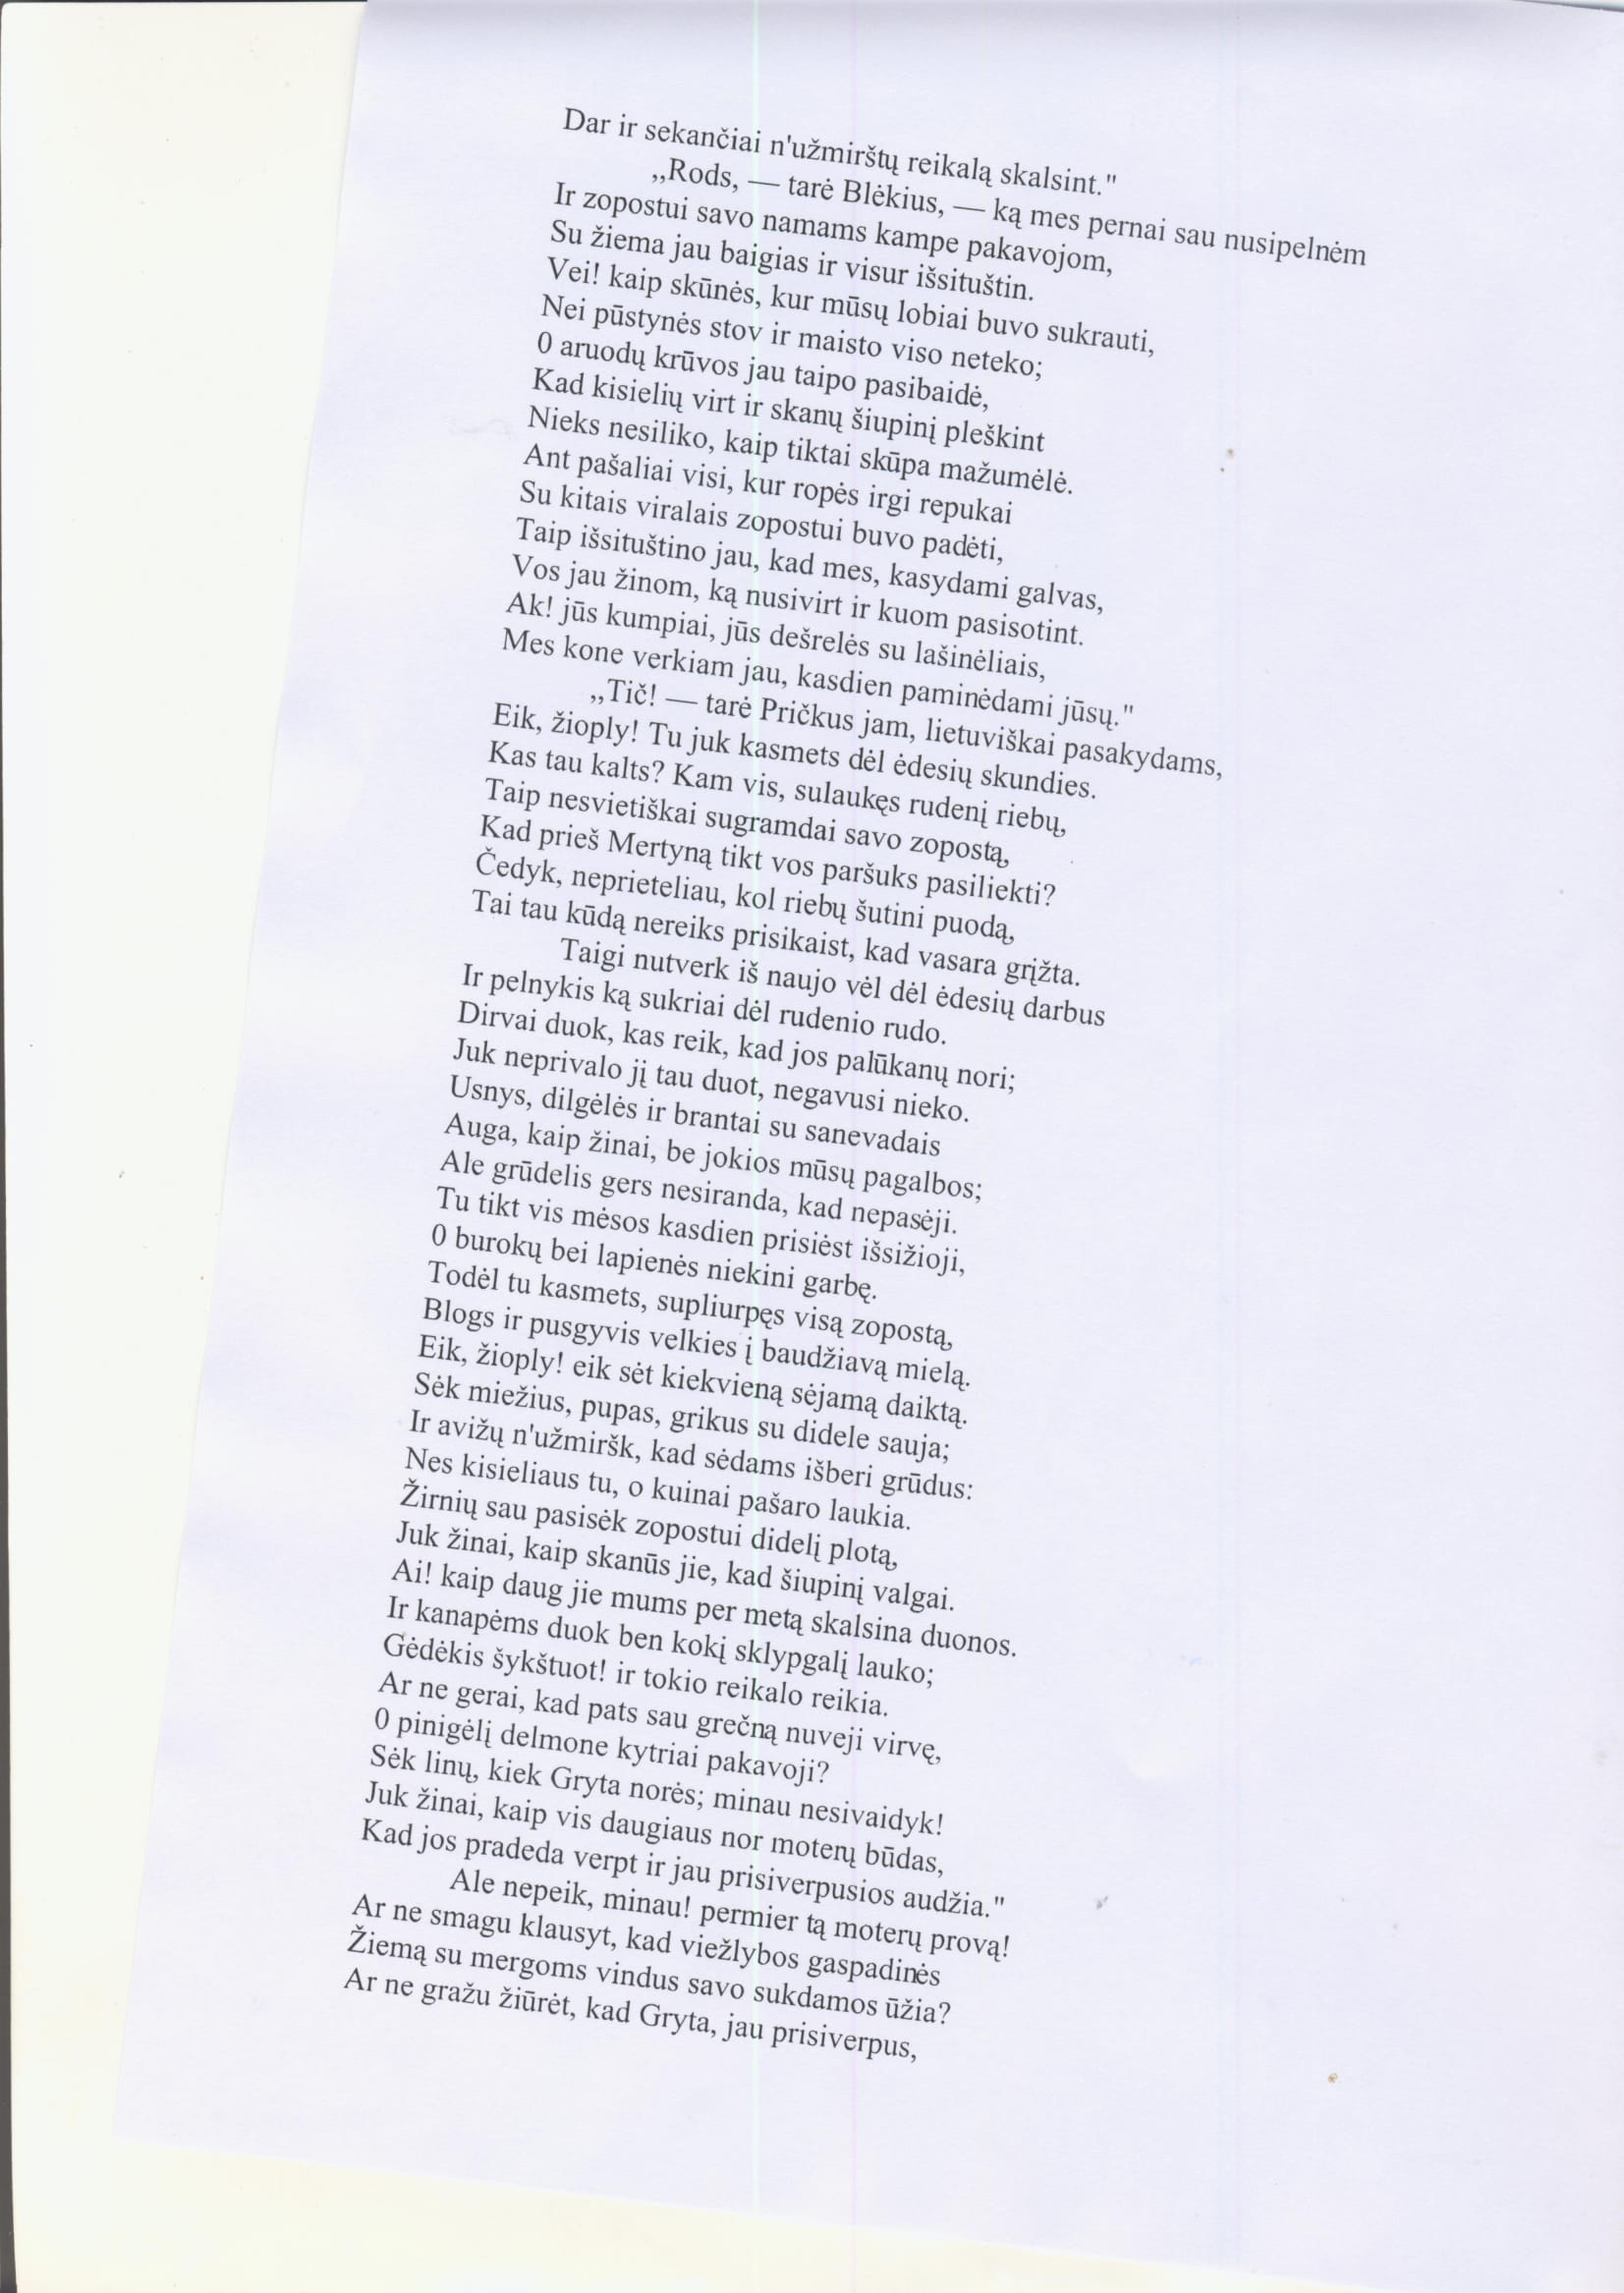 Dar ir sekančiai n'užmirštų reikalą skalsint."
,,Rods, — tarė Blėkius, — ką mes pernai sau nusipelnėm
Ir zopostui savo namams kampe pakavojom,
Su žiema jau baigias ir visur išsituštin.
Vei! kaip skūnės, kur mūsų lobiai buvo sukrauti,
Nei pūstynės stov ir maisto viso neteko;
0 aruodų krūvos jau taipo pasibaidė,
Kad kisielių virt ir skanų šiupinį pleškint
Nieks nesiliko, kaip tiktai skūpa mažumėlė.
Ant pašaliai visi, kur ropės irgi repukai
Su kitais viralais zopostui buvo padėti,
Taip išsituštino jau, kad mes, kasydami galvas,
Vos jau žinom, ką nusivirt ir kuom pasisotint.
Ak! jūs kumpiai, jūs dešrelės su lašinėliais,
Mes kone verkiam jau, kasdien paminėdami jūsų."
,,Tič! — tarė Pričkus jam, lietuviškai pasakydams,
Eik, žioply! Tu juk kasmets dėl ėdesių skundies.
Kas tau kalts? Kam vis, sulaukęs rudenį riebų,
Taip nesvietiškai sugramdai savo zopostą,
Kad prieš Mertyną tikt vos paršuks pasiliekti?
Čedyk, neprieteliau, kol riebų šutini puodą,
Tai tau kūdą nereiks prisikaist, kad vasara grįžta.
Taigi nutverk iš naujo vėl dėl ėdesių darbus
Ir pelnykis ką sukriai dėl rudenio rudo.
Dirvai duok, kas reik, kad jos palūkanų nori;
Juk neprivalo jį tau duot, negavusi nieko.
Usnys, dilgėlės ir brantai su sanevadais
Auga, kaip žinai, be jokios mūsų pagalbos;
Ale grūdelis gers nesiranda, kad nepasėji.
Tu tikt vis mėsos kasdien prisiėst išsižioji,
0 burokų bei lapienės niekini garbę.
Todėl tu kasmets, supliurpęs visą zopostą,
Blogs ir pusgyvis velkies į baudžiavą mielą.
Eik, žioply! eik sėt kiekvieną sėjamą daiktą.
Sėk miežius, pupas, grikus su didele sauja;
Ir avižų n'užmiršk, kad sėdams išberi grūdus:
Nes kisieliaus tu, o kuinai pašaro laukia.
Žirnių sau pasisėk zopostui didelį plotą,
Juk žinai, kaip skanūs jie, kad šiupinį valgai.
Ai! kaip daug jie mums per metą skalsina duonos.
Ir kanapėms duok ben kokį sklypgalį lauko;
Gėdėkis šykštuot! ir tokio reikalo reikia.
Ar ne gerai, kad pats sau grečną nuveji virvę,
0 pinigėlį delmone kytriai pakavoji?
Sėk linų, kiek Gryta norės; minau nesivaidyk!
Juk žinai, kaip vis daugiaus nor moterų būdas,
Kad jos pradeda verpt ir jau prisiverpusios audžia."
Ale nepeik, minau! permier tą moterų provą!
Ar ne smagu klausyt, kad viežlybos gaspadinės
Žiemą su mergoms vindus savo sukdamos ūžia?
Ar ne gražu žiūrėt, kad Gryta, jau prisiverpus,